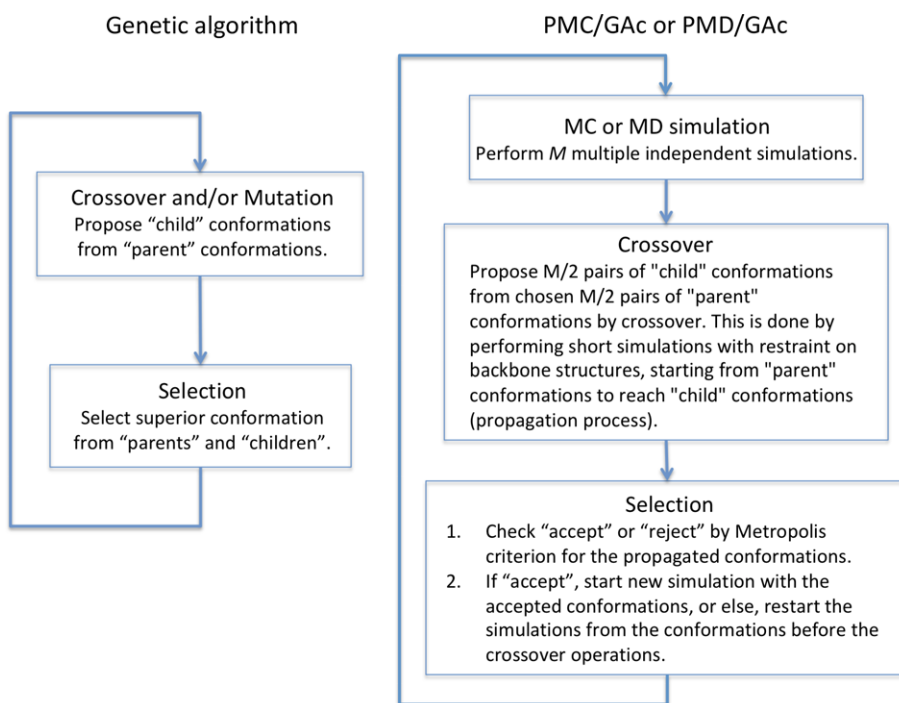 Genetic algorithm
Crossover and/or Mutation
Propose “child” conformations
from “parent” conformations.
Selection
Select superior conformation
from “parents” and “children”.
PMC/GAc or PMD/GAc
MC or MD simulation
Perform M multiple independent simulations.
Crossover
Propose M/2 pairs of "child" conformations
from chosen M/2 pairs of "parent"
conformations by crossover. This is done by
performing short simulations with restraint on
backbone structures, starting from "parent"
conformations to reach "child" conformations
(propagation process).
Selection
1. Check “accept” or “reject” by Metropolis
criterion for the propagated conformations.
2. If “accept”, start new simulation with the
accepted conformations, or else, restart the
simulations from the conformations before the
crossover operations.